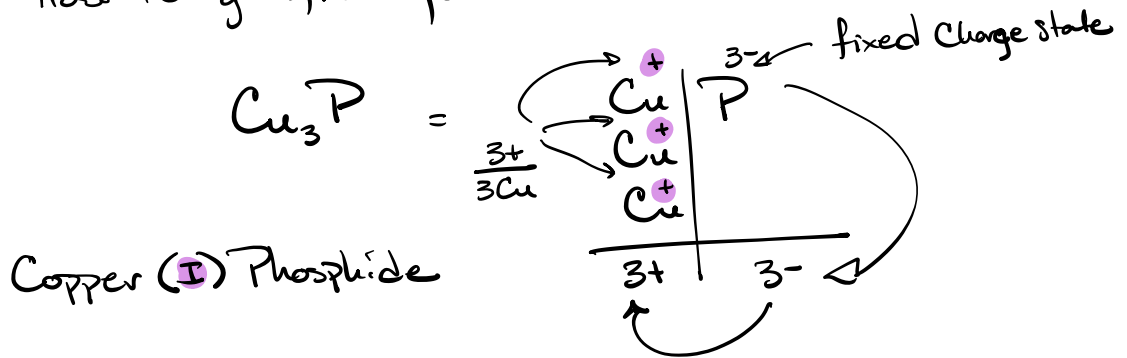 3- fixed Charge state
Cu₃P = Cu⁺ P
3+ Cu⁺
3Cu Cu⁺
Copper (I) Phosphide 3+ 3-